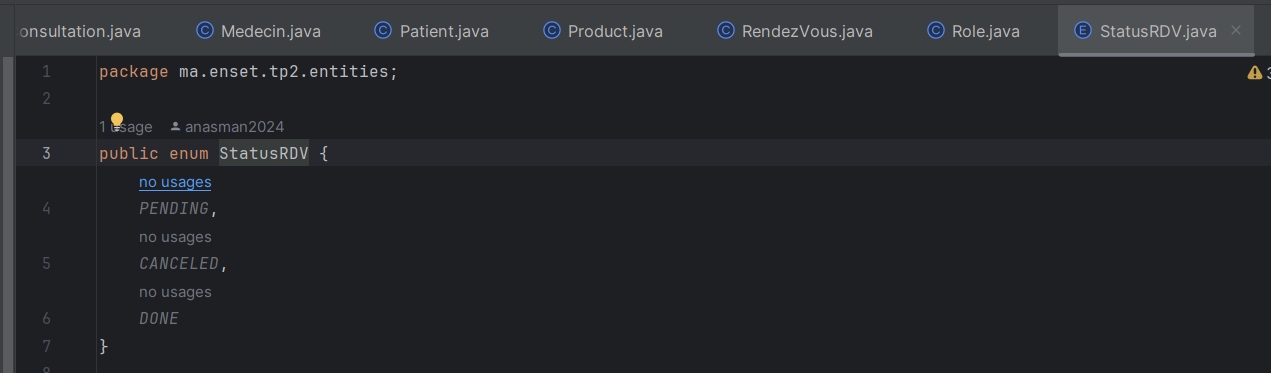 onsultation.java Medecin.java Patient.java Product.java RendezVous.java Role.java StatusRDV.java
1 package ma.enset.tp2.entities; 3
2
1 usage anasman2024
3 public enum StatusRDV {
no usages
4 PENDING,
no usages
5 CANCELED,
no usages
6 DONE
7 }
8